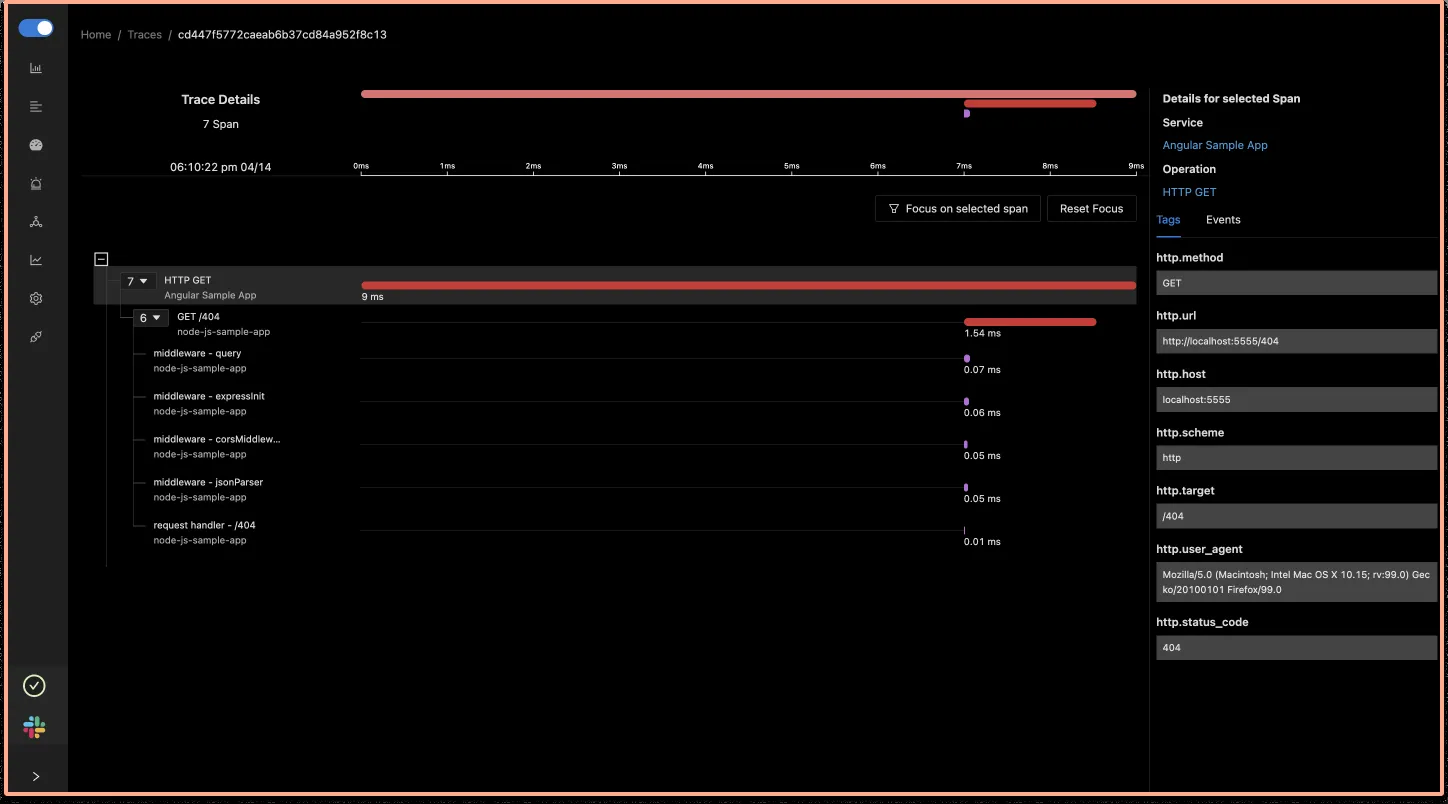 Home / Traces / cd447f5772caeab6b37cd84a952f8c13
Trace Details
7 Span
06:10:22 pm 04/14
0ms 1ms 2ms 3ms 4ms 5ms 6ms 7ms 8ms 9ms
Focus on selected span Reset Focus
7 HTTP GET
Angular Sample App
9 ms
6 GET /404
node-js-sample-app
1.54 ms
middleware - query
node-js-sample-app
0.07 ms
middleware - expressInit
node-js-sample-app
0.06 ms
middleware - corsMiddlew...
node-js-sample-app
0.05 ms
middleware - jsonParser
node-js-sample-app
0.05 ms
request handler - /404
node-js-sample-app
0.01 ms
Details for selected Span
Service
Angular Sample App
Operation
HTTP GET
Tags Events
http.method
GET
http.url
http://localhost:5555/404
http.host
localhost:5555
http.scheme
http
http.target
/404
http.user_agent
Mozilla/5.0 (Macintosh; Intel Mac OS X 10.15; rv:99.0) Gec
ko/20100101 Firefox/99.0
http.status_code
404